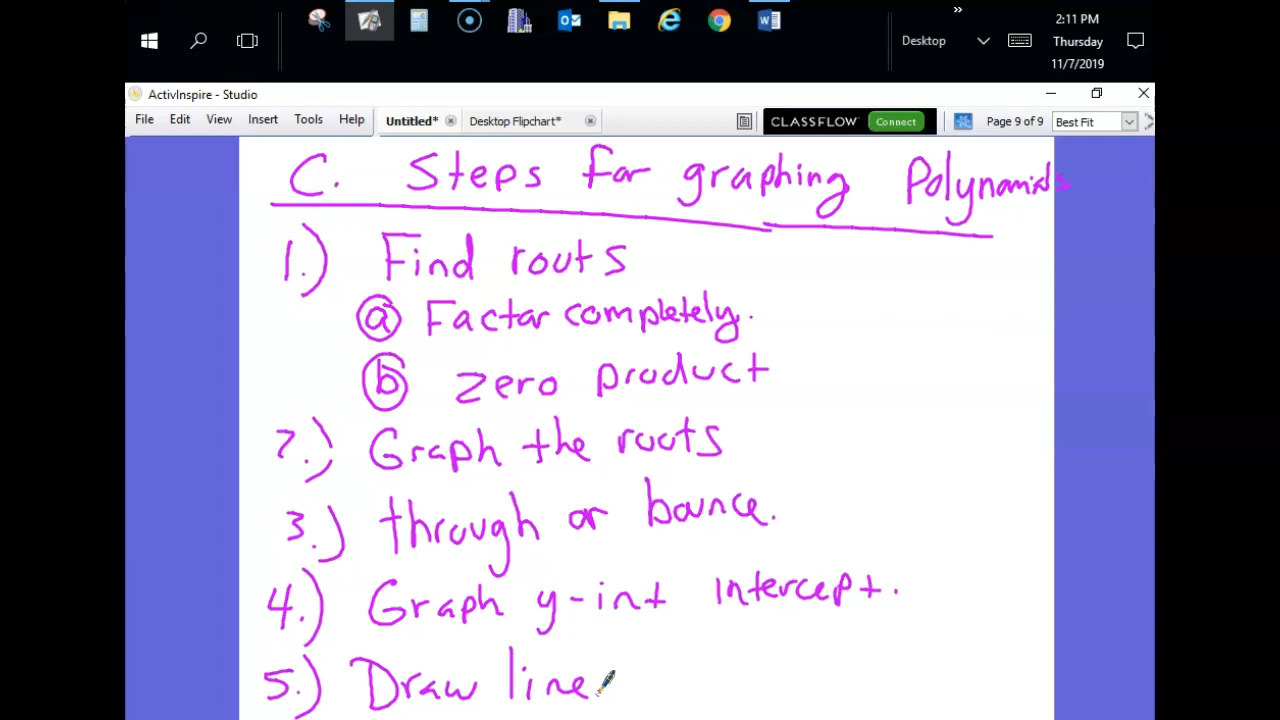 2:11 PM
Desktop
Thursday
11/7/2019
ActivInspire - Studio
File Edit View Insert Tools Help Untitled* Desktop Flipchart* CLASSFLOW Connect Page 9 of 9 Best Fit
C. Steps for graphing Polynomials
1.) Find routs
a Factor completely.
b zero product
2.) Graph the roots
3.) through or bounce.
4.) Graph y-int intercept.
5.) Draw line